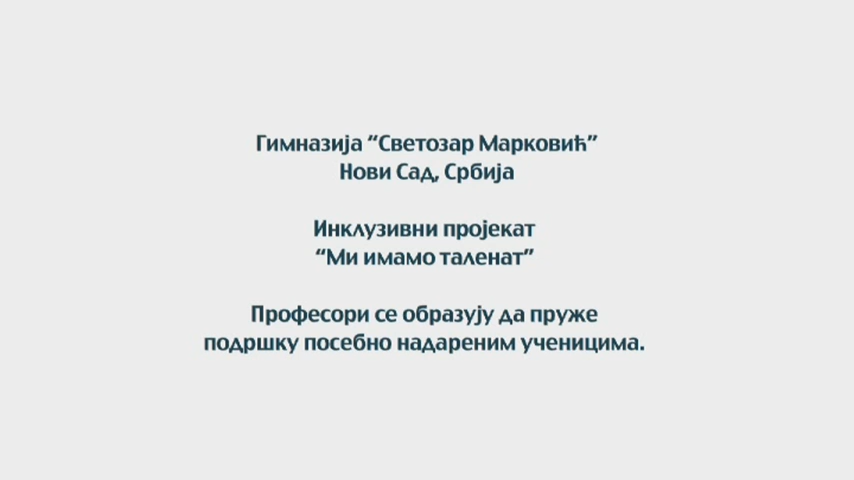 Гимназија “Светозар Марковић”
Нови Сад, Србија
Инклузивни пројекат
“Ми имамо таленат”
Професори се образују да пруже
подршку посебно надареним ученицима.